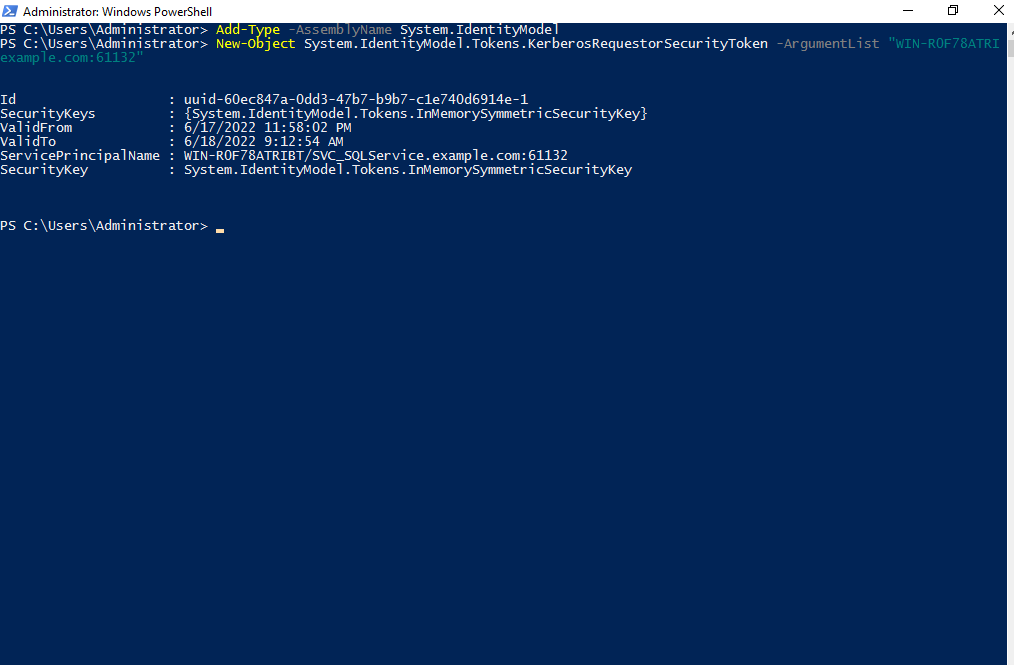 Administrator: Windows PowerShell
PS C:\Users\Administrator> Add-Type -AssemblyName System.IdentityModel
PS C:\Users\Administrator> New-Object System.IdentityModel.Tokens.KerberosRequestorSecurityToken -ArgumentList "WIN-ROF78ATRI
example.com:61132"
Id                  : uuid-60ec847a-0dd3-47b7-b9b7-c1e740d6914e-1
SecurityKeys        : {System.IdentityModel.Tokens.InMemorySymmetricSecurityKey}
ValidFrom           : 6/17/2022 11:58:02 PM
ValidTo             : 6/18/2022 9:12:54 AM
ServicePrincipalName : WIN-ROF78ATRIBT/SVC_SQLService.example.com:61132
SecurityKey         : System.IdentityModel.Tokens.InMemorySymmetricSecurityKey
PS C:\Users\Administrator>